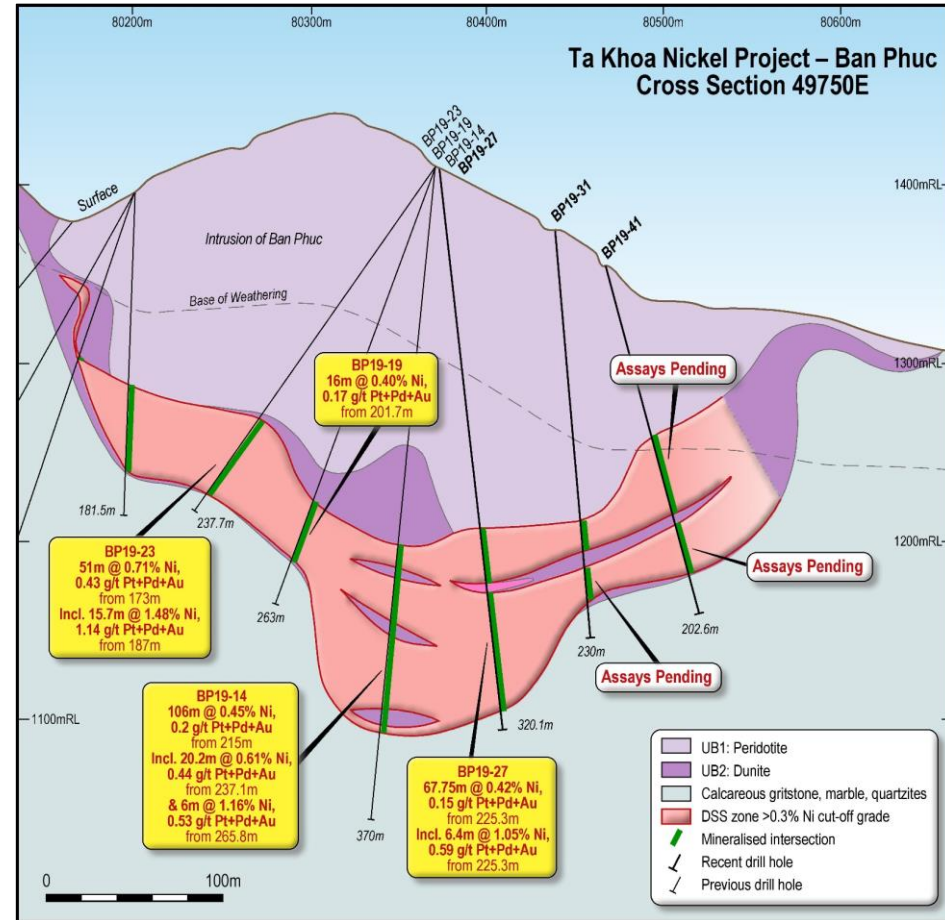 80200m
80300m
80400m
80500m
80600m
Ta Khoa Nickel Project – Ban Phuc
Cross Section 49750E
BP19-23
BP19-19
BP19-14
BP19-27
1400mRL
Surface
BP19-31
BP19-41
Intrusion of Ban Phuc
Base of Weathering
1300mRL
BP19-19
16m @ 0.40% Ni,
0.17 g/t Pt+Pd+Au
from 201.7m
Assays Pending
181.5m
237.7m
1200mRL
BP19-23
51m @ 0.71% Ni,
0.43 g/t Pt+Pd+Au
from 173m
Incl. 15.7m @ 1.48% Ni,
1.14 g/t Pt+Pd+Au
from 187m
263m
Assays Pending
202.6m
230m
Assays Pending
1100mRL
BP19-14
106m @ 0.45% Ni,
0.2 g/t Pt+Pd+Au
from 215m
Incl. 20.2m @ 0.61% Ni,
0.44 g/t Pt+Pd+Au
from 237.1m
& 6m @ 1.16% Ni,
0.53 g/t Pt+Pd+Au
from 265.8m
320.1m
370m
BP19-27
67.75m @ 0.42% Ni,
0.15 g/t Pt+Pd+Au
from 225.3m
Incl. 6.4m @ 1.05% Ni,
0.59 g/t Pt+Pd+Au
from 225.3m
UB1: Peridotite
UB2: Dunite
Calcareous gritstone, marble, quartzites
DSS zone >0.3% Ni cut-off grade
Mineralised intersection
Recent drill hole
Previous drill hole
0
100m